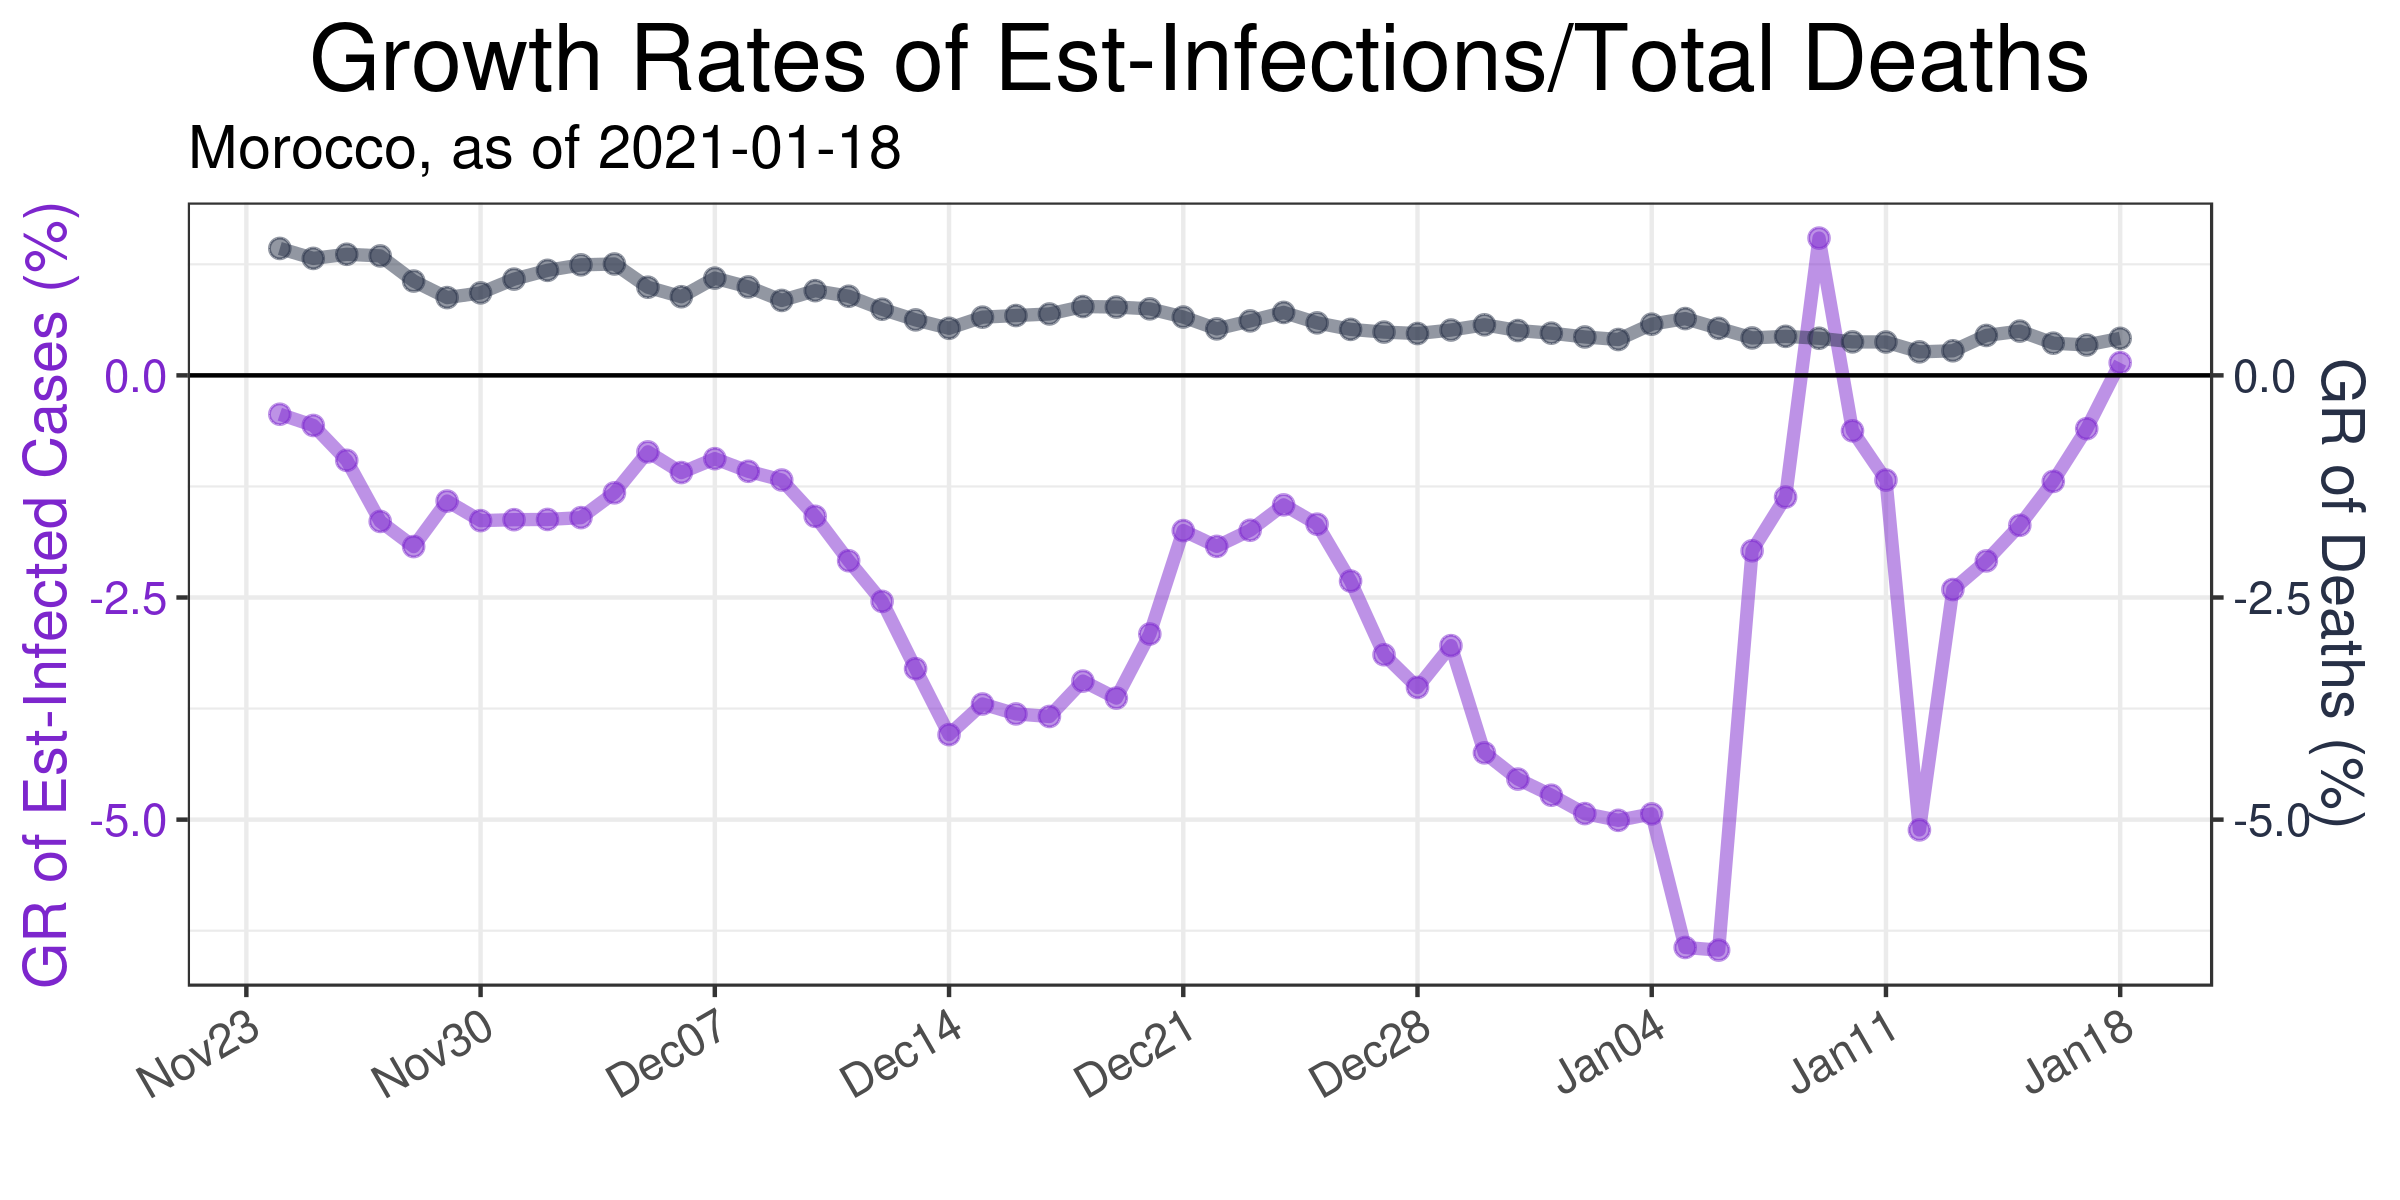 Growth Rates of Est-Infections/Total Deaths
Morocco, as of 2021-01-18
GR of Est-Infected Cases (%)
0.0
-2.5
-5.0
0.0
-2.5
-5.0
GR of Deaths (%)
Nov23
Nov30
Dec07
Dec14
Dec21
Dec28
Jan04
Jan11
Jan18